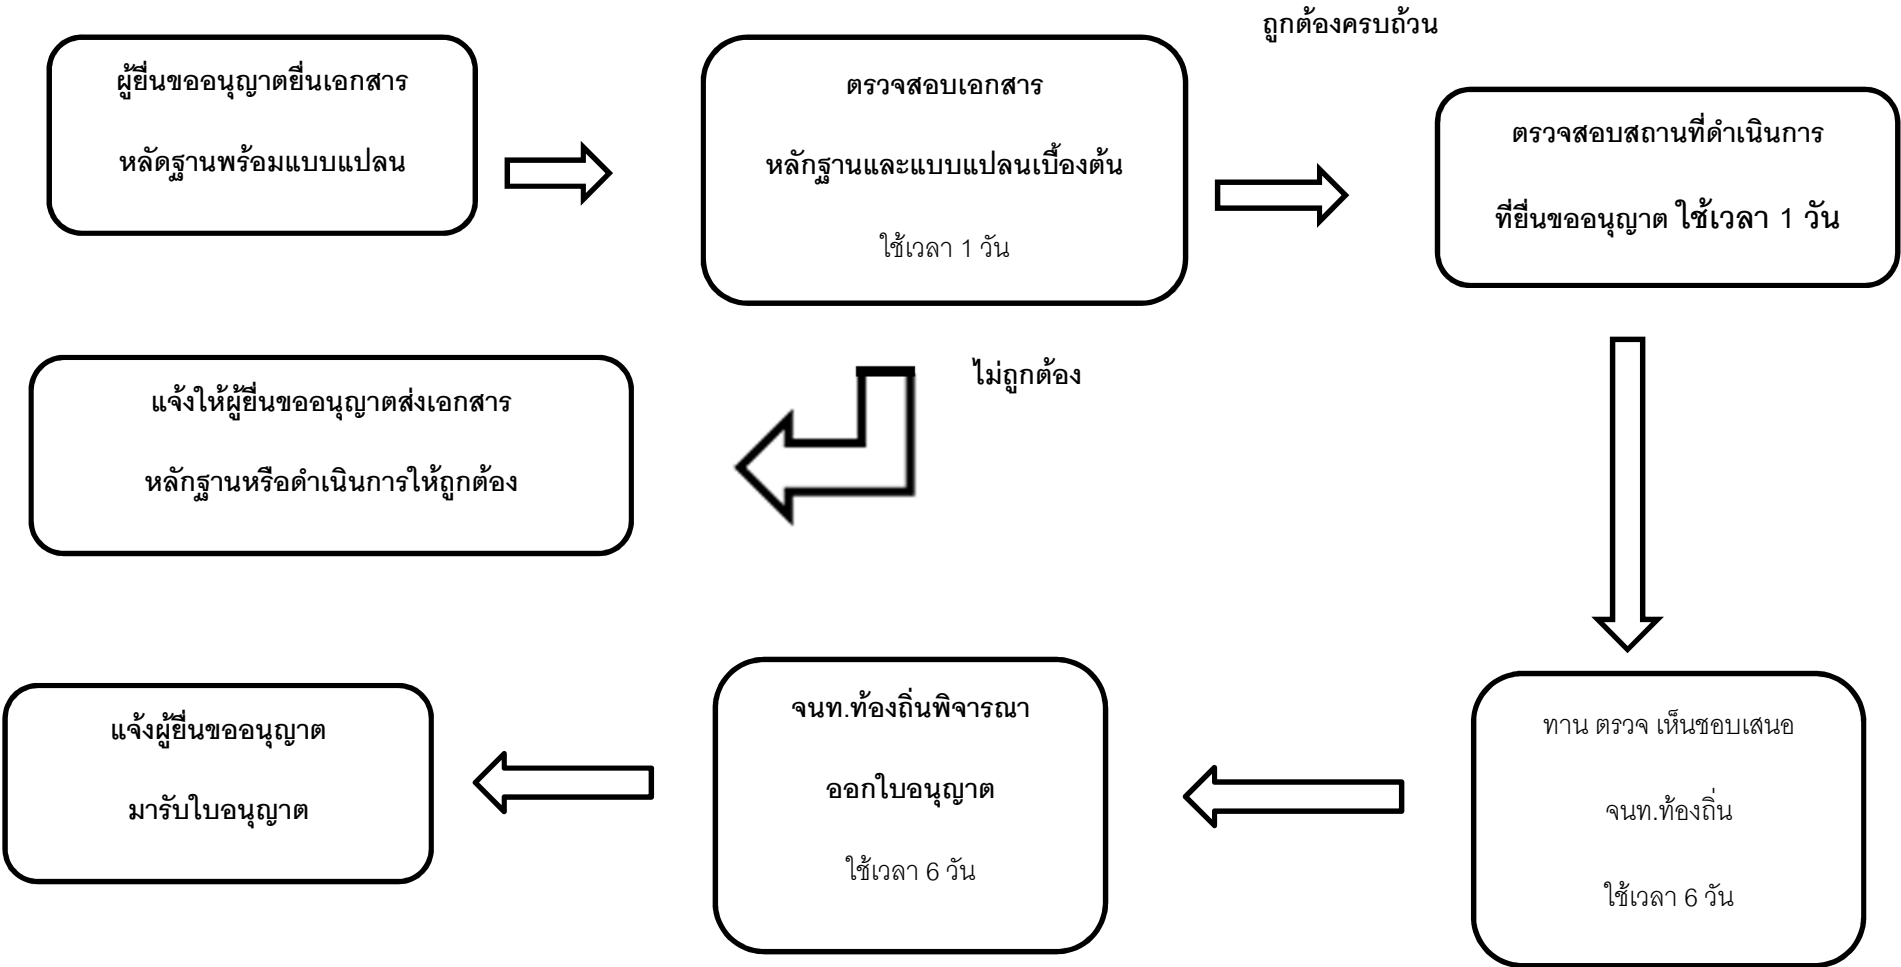 ผู้ยื่นขออนุญาตยื่นเอกสาร
หลัดฐานพร้อมแบบแปลน
ตรวจสอบเอกสาร
หลักฐานและแบบแปลนเบื้องต้น
ใช้เวลา 1 วัน
ถูกต้องครบถ้วน
ตรวจสอบสถานที่ดำเนินการ
ที่ยื่นขออนุญาต ใช้เวลา 1 วัน
ไม่ถูกต้อง
แจ้งให้ผู้ยื่นขออนุญาตส่งเอกสาร
หลักฐานหรือดำเนินการให้ถูกต้อง
ทาน ตรวจ เห็นชอบเสนอ
จนท.ท้องถิ่น
ใช้เวลา 6 วัน
จนท.ท้องถิ่นพิจารณา
ออกใบอนุญาต
ใช้เวลา 6 วัน
แจ้งผู้ยื่นขออนุญาต
มารับใบอนุญาต